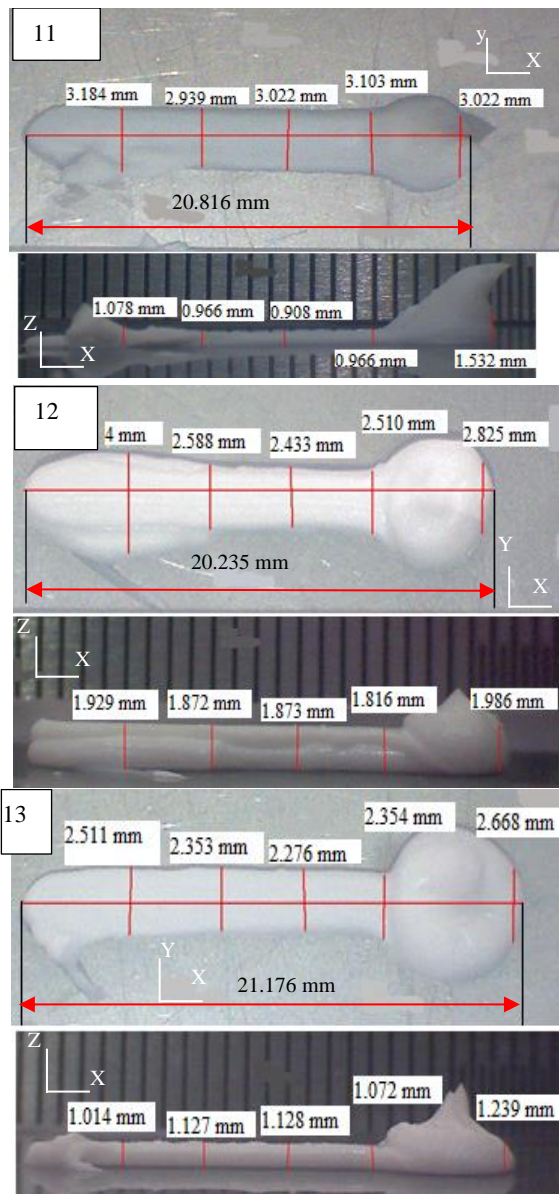 11
y
X
3.184 mm
2.939 mm
3.022 mm
3.103 mm
3.022 mm
20.816 mm
Z
X
1.078 mm
0.966 mm
0.908 mm
0.966 mm
1.532 mm
12
4 mm
2.588 mm
2.433 mm
2.510 mm
2.825 mm
20.235 mm
Y
X
Z
X
1.929 mm
1.872 mm
1.873 mm
1.816 mm
1.986 mm
13
2.511 mm
2.353 mm
2.276 mm
2.354 mm
2.668 mm
Y
X
21.176 mm
Z
X
1.014 mm
1.127 mm
1.128 mm
1.072 mm
1.239 mm